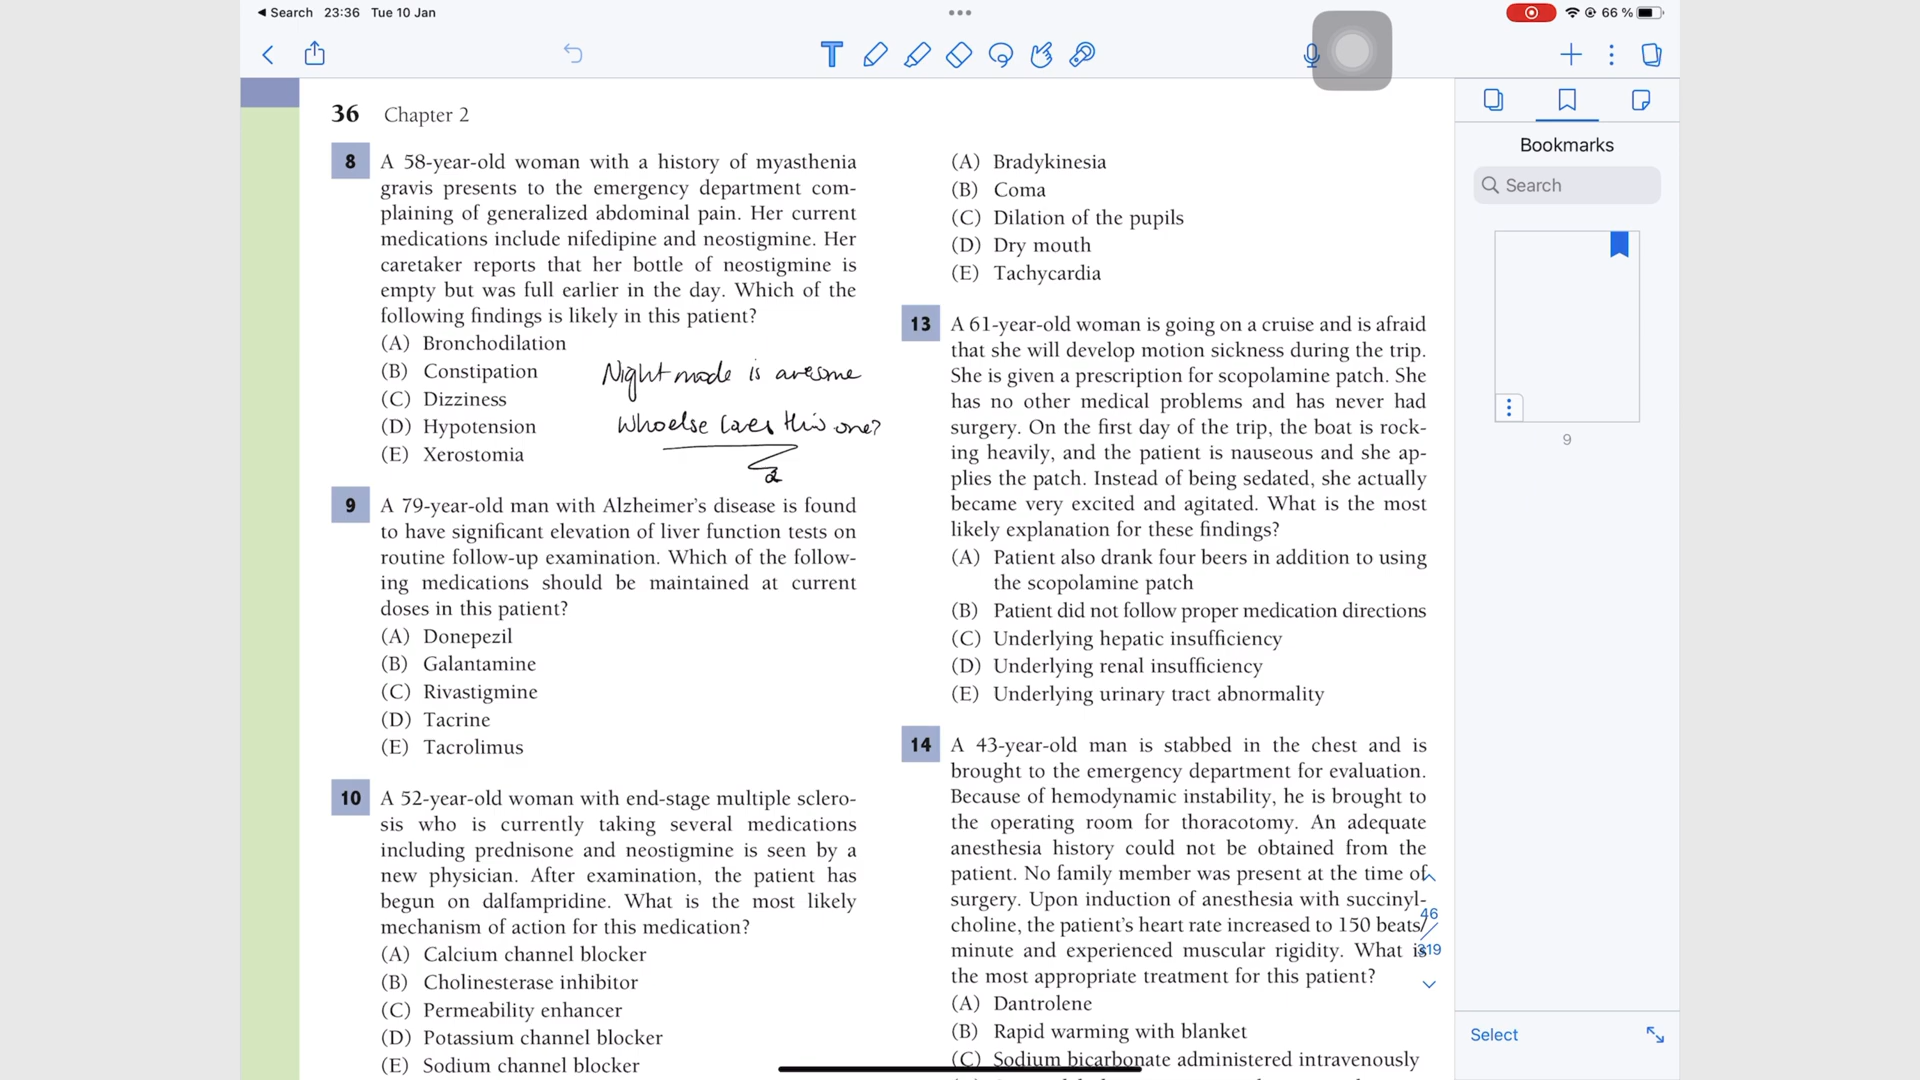 Search 23:36 Tue 10 Jan
66 %
36 Chapter 2
8 A 58-year-old woman with a history of myasthenia
gravis presents to the emergency department com-
plaining of generalized abdominal pain. Her current
medications include nifedipine and neostigmine. Her
caretaker reports that her bottle of neostigmine is
empty but was full earlier in the day. Which of the
following findings is likely in this patient?
(A) Bronchodilation
(B) Constipation
(C) Dizziness
(D) Hypotension
(E) Xerostomia
Night mode is awesome
Who else loves this one?
9 A 79-year-old man with Alzheimer's disease is found
to have significant elevation of liver function tests on
routine follow-up examination. Which of the follow-
ing medications should be maintained at current
doses in this patient?
(A) Donepezil
(B) Galantamine
(C) Rivastigmine
(D) Tacrine
(E) Tacrolimus
10 A 52-year-old woman with end-stage multiple sclero-
sis who is currently taking several medications
including prednisone and neostigmine is seen by a
new physician. After examination, the patient has
begun on dalfampridine. What is the most likely
mechanism of action for this medication?
(A) Calcium channel blocker
(B) Cholinesterase inhibitor
(C) Permeability enhancer
(D) Potassium channel blocker
(E) Sodium channel blocker
(A) Bradykinesia
(B) Coma
(C) Dilation of the pupils
(D) Dry mouth
(E) Tachycardia
13 A 61-year-old woman is going on a cruise and is afraid
that she will develop motion sickness during the trip.
She is given a prescription for scopolamine patch. She
has no other medical problems and has never had
surgery. On the first day of the trip, the boat is rock-
ing heavily, and the patient is nauseous and she ap-
plies the patch. Instead of being sedated, she actually
became very excited and agitated. What is the most
likely explanation for these findings?
(A) Patient also drank four beers in addition to using
the scopolamine patch
(B) Patient did not follow proper medication directions
(C) Underlying hepatic insufficiency
(D) Underlying renal insufficiency
(E) Underlying urinary tract abnormality
14 A 43-year-old man is stabbed in the chest and is
brought to the emergency department for evaluation.
Because of hemodynamic instability, he is brought to
the operating room for thoracotomy. An adequate
anesthesia history could not be obtained from the
patient. No family member was present at the time of
surgery. Upon induction of anesthesia with succinyl-
choline, the patient's heart rate increased to 150 beats/
minute and experienced muscular rigidity. What is
the most appropriate treatment for this patient?
(A) Dantrolene
(B) Rapid warming with blanket
(C) Sodium bicarbonate administered intravenously
46
319
Bookmarks
Search
9
Select